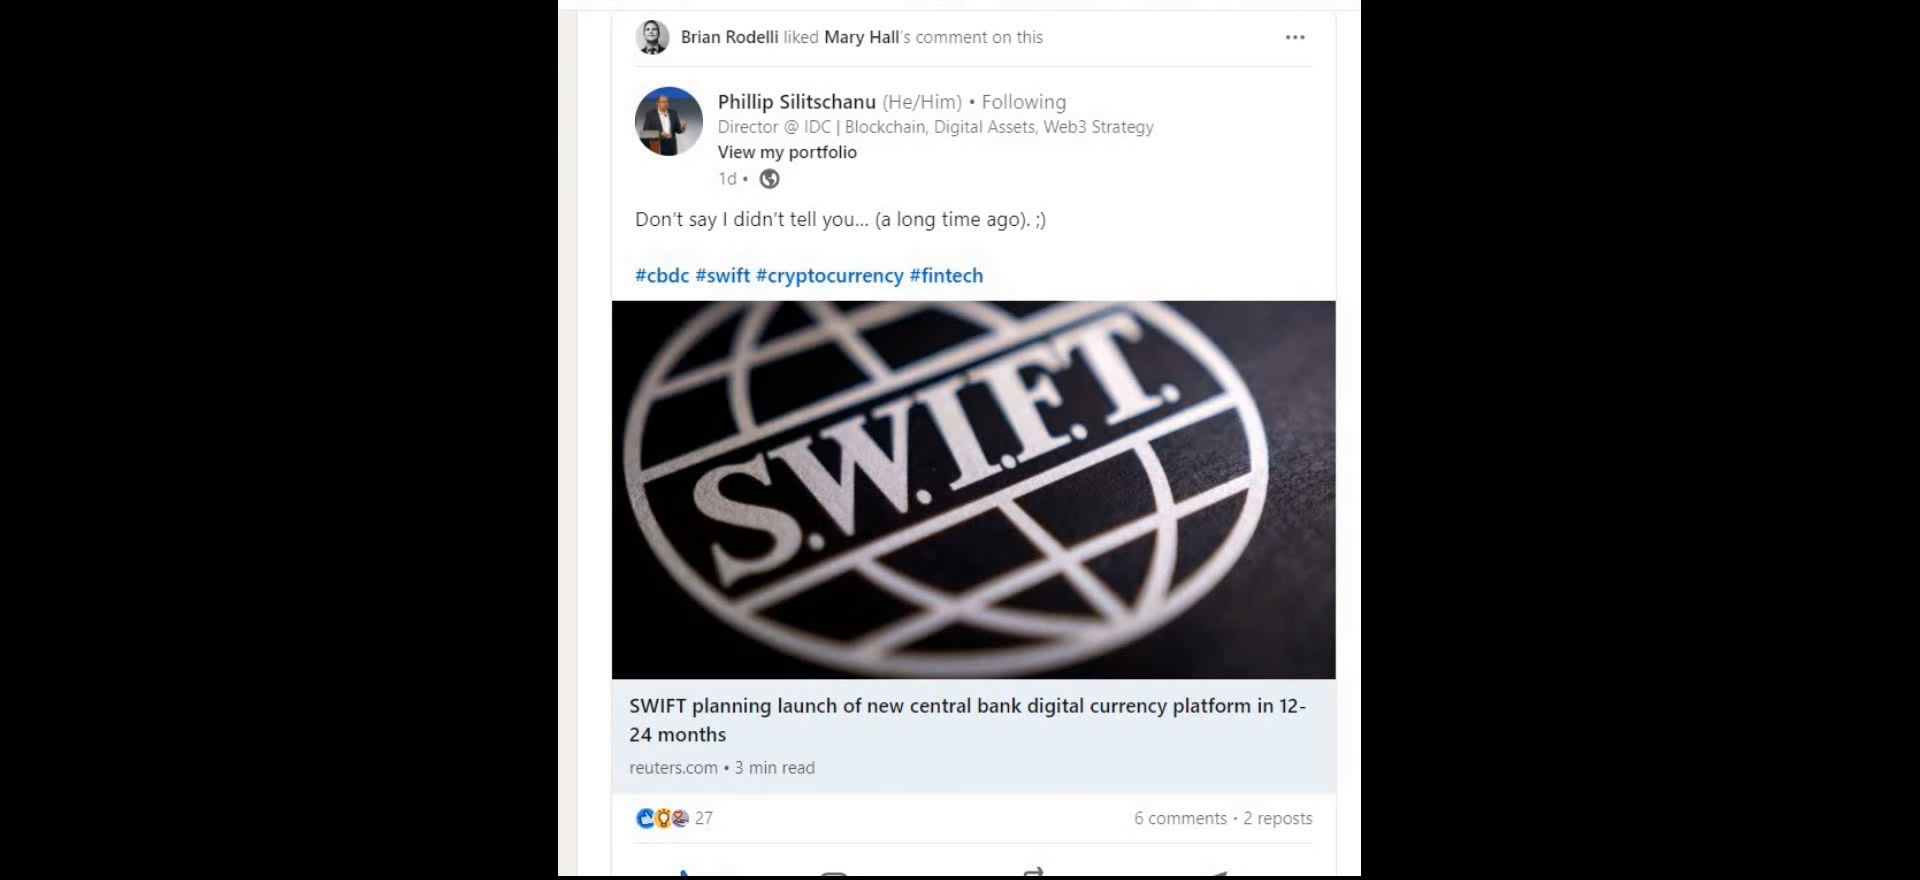 Brian Rodelli liked Mary Hall's comment on this
Phillip Silitschanu (He/Him) • Following
Director @ IDC | Blockchain, Digital Assets, Web3 Strategy
View my portfolio
1d •
Don't say I didn't tell you... (a long time ago). ;)
#cbdc #swift #cryptocurrency #fintech
S.W.I.F.T.
SWIFT planning launch of new central bank digital currency platform in 12-
24 months
reuters.com • 3 min read
27
6 comments · 2 reposts